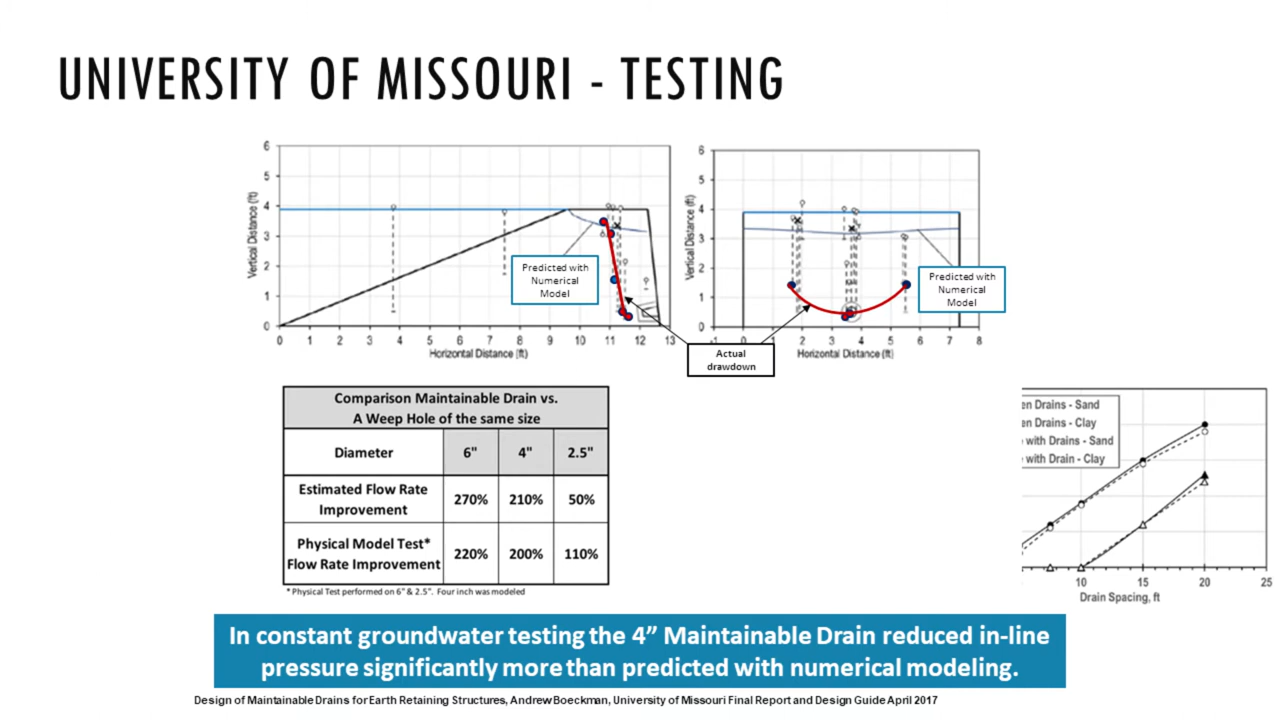 UNIVERSITY OF MISSOURI - TESTING
6
5
4
3
2
1
0
Vertical Distance (ft)
0 1 2 3 4 5 6 7 8 9 10 11 12 13
Horizontal Distance (ft)
Predicted with
Numerical
Model
6
5
4
3
2
1
0
Vertical Distance (ft)
-1 0 1 2 3 4 5 6 7 8
Horizontal Distance (ft)
Predicted with
Numerical
Model
Actual
drawdown
Comparison Maintainable Drain vs.
A Weep Hole of the same size
Diameter 6" 4" 2.5"
Estimated Flow Rate
Improvement 270% 210% 50%
Physical Model Test*
Flow Rate Improvement 220% 200% 110%
* Physical Test performed on 6" & 2.5". Four inch was modeled
en Drains - Sand
en Drains - Clay
with Drains - Sand
with Drain - Clay
10 15 20 25
Drain Spacing, ft
In constant groundwater testing the 4” Maintainable Drain reduced in-line
pressure significantly more than predicted with numerical modeling.
Design of Maintainable Drains for Earth Retaining Structures, Andrew Boeckman, University of Missouri Final Report and Design Guide April 2017